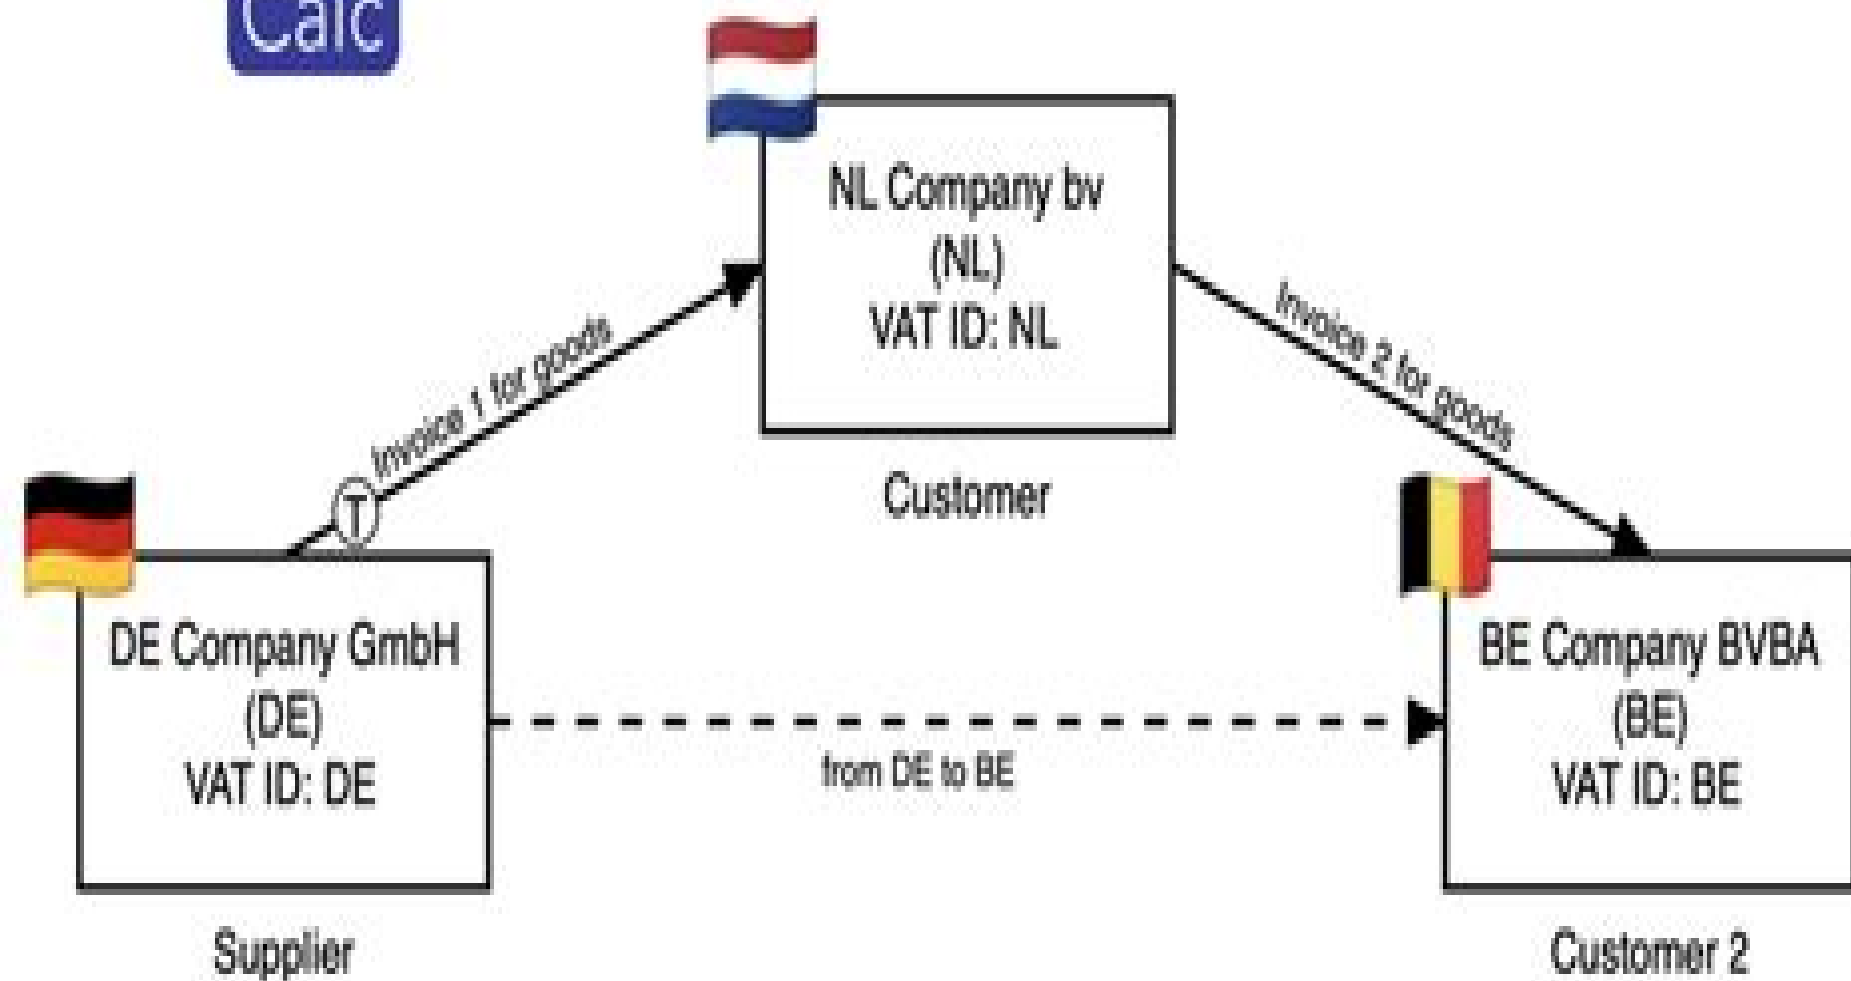 Calc
NL Company bv
(NL)
VAT ID: NL
Customer
Invoice 1 for goods
Invoice 2 for goods
T
DE Company GmbH
(DE)
VAT ID: DE
Supplier
from DE to BE
BE Company BVBA
(BE)
VAT ID: BE
Customer 2